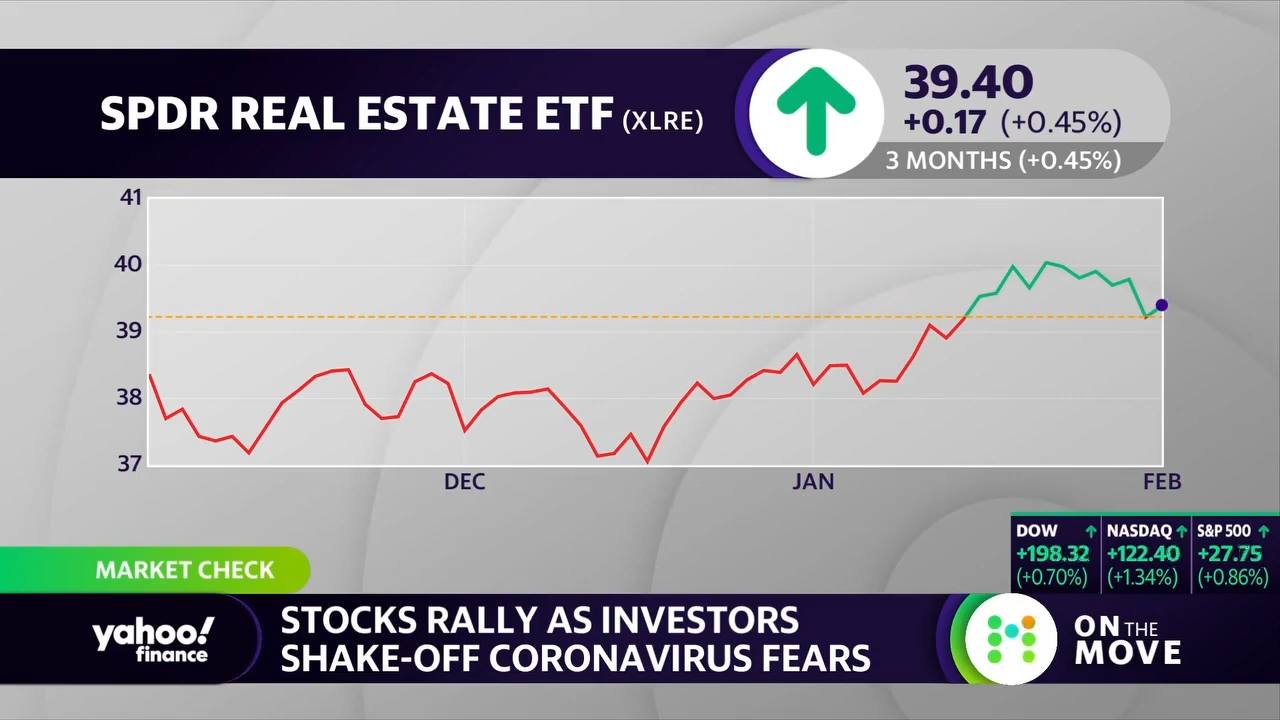 SPDR REAL ESTATE ETF (XLRE)
39.40
+0.17 (+0.45%)
3 MONTHS (+0.45%)
41
40
39
38
37
DEC JAN FEB
DOW NASDAQ S&P 500
+198.32 +122.40 +27.75
(+0.70%) (+1.34%) (+0.86%)
MARKET CHECK
yahoo!
finance
STOCKS RALLY AS INVESTORS
SHAKE-OFF CORONAVIRUS FEARS
ON THE
MOVE